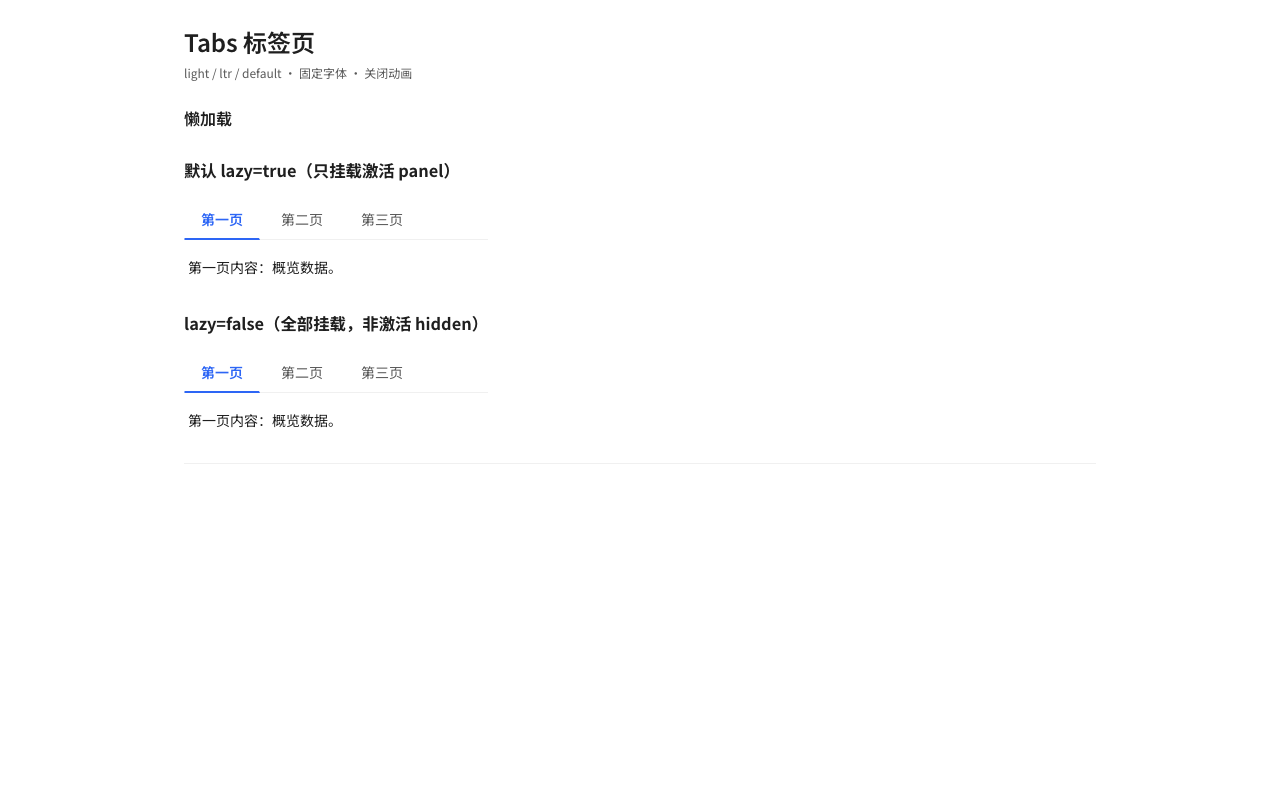 Tabs 标签页
light / ltr / default · 固定字体 · 关闭动画
懒加载
默认 lazy=true（只挂载激活 panel）
第一页 第二页 第三页
第一页内容：概览数据。
lazy=false（全部挂载，非激活 hidden）
第一页 第二页 第三页
第一页内容：概览数据。